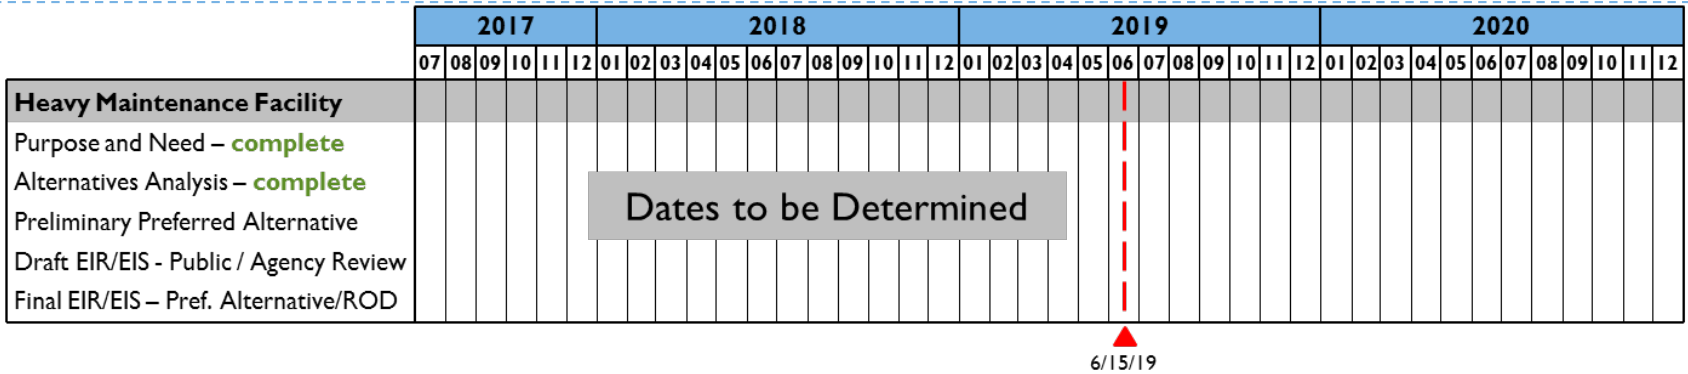 2017 2018 2019 2020
07 08 09 10 11 12 01 02 03 04 05 06 07 08 09 10 11 12 01 02 03 04 05 06 07 08 09 10 11 12 01 02 03 04 05 06 07 08 09 10 11 12
Heavy Maintenance Facility
Purpose and Need – complete
Alternatives Analysis – complete
Dates to be Determined
Preliminary Preferred Alternative
Draft EIR/EIS - Public / Agency Review
Final EIR/EIS – Pref. Alternative/ROD
6/15/19